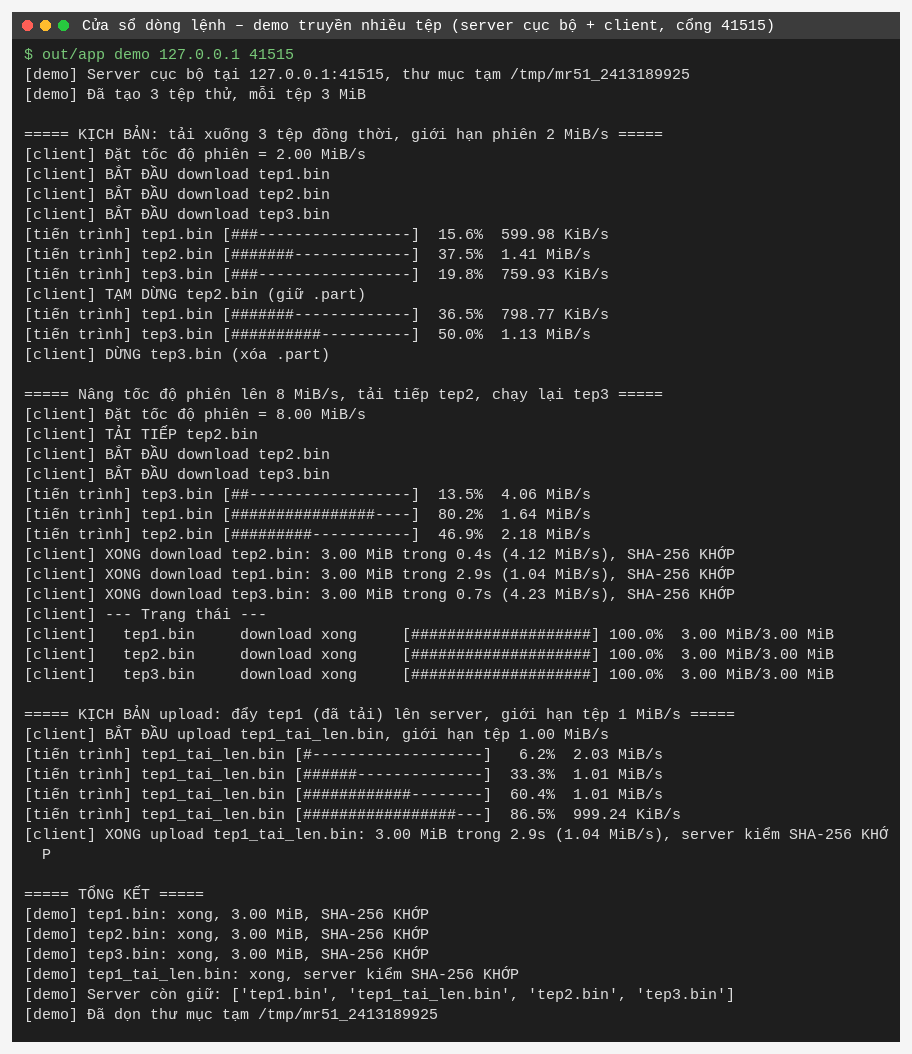 Cửa sổ dòng lệnh – demo truyền nhiều tệp (server cục bộ + client, cổng 41515)
$ out/app demo 127.0.0.1 41515
[demo] Server cục bộ tại 127.0.0.1:41515, thư mục tạm /tmp/mr51_2413189925
[demo] Đã tạo 3 tệp thử, mỗi tệp 3 MiB
===== KỊCH BẢN: tải xuống 3 tệp đồng thời, giới hạn phiên 2 MiB/s =====
[client] Đặt tốc độ phiên = 2.00 MiB/s
[client] BẮT ĐẦU download tep1.bin
[client] BẮT ĐẦU download tep2.bin
[client] BẮT ĐẦU download tep3.bin
[tiến trình] tep1.bin [###-----------------]  15.6%  599.98 KiB/s
[tiến trình] tep2.bin [#######-------------]  37.5%  1.41 MiB/s
[tiến trình] tep3.bin [###-----------------]  19.8%  759.93 KiB/s
[client] TẠM DỪNG tep2.bin (giữ .part)
[tiến trình] tep1.bin [#######-------------]  36.5%  798.77 KiB/s
[tiến trình] tep3.bin [##########----------]  50.0%  1.13 MiB/s
[client] DỪNG tep3.bin (xóa .part)
===== Nâng tốc độ phiên lên 8 MiB/s, tải tiếp tep2, chạy lại tep3 =====
[client] Đặt tốc độ phiên = 8.00 MiB/s
[client] TẢI TIẾP tep2.bin
[client] BẮT ĐẦU download tep2.bin
[client] BẮT ĐẦU download tep3.bin
[tiến trình] tep3.bin [##------------------]  13.5%  4.06 MiB/s
[tiến trình] tep1.bin [################----]  80.2%  1.64 MiB/s
[tiến trình] tep2.bin [#########-----------]  46.9%  2.18 MiB/s
[client] XONG download tep2.bin: 3.00 MiB trong 0.4s (4.12 MiB/s), SHA-256 KHỚP
[client] XONG download tep1.bin: 3.00 MiB trong 2.9s (1.04 MiB/s), SHA-256 KHỚP
[client] XONG download tep3.bin: 3.00 MiB trong 0.7s (4.23 MiB/s), SHA-256 KHỚP
[client] --- Trạng thái ---
[client]   tep1.bin     download xong     [####################] 100.0%  3.00 MiB/3.00 MiB
[client]   tep2.bin     download xong     [####################] 100.0%  3.00 MiB/3.00 MiB
[client]   tep3.bin     download xong     [####################] 100.0%  3.00 MiB/3.00 MiB
===== KỊCH BẢN upload: đẩy tep1 (đã tải) lên server, giới hạn tệp 1 MiB/s =====
[client] BẮT ĐẦU upload tep1_tai_len.bin, giới hạn tệp 1.00 MiB/s
[tiến trình] tep1_tai_len.bin [#-------------------]   6.2%  2.03 MiB/s
[tiến trình] tep1_tai_len.bin [######--------------]  33.3%  1.01 MiB/s
[tiến trình] tep1_tai_len.bin [############--------]  60.4%  1.01 MiB/s
[tiến trình] tep1_tai_len.bin [#################---]  86.5%  999.24 KiB/s
[client] XONG upload tep1_tai_len.bin: 3.00 MiB trong 2.9s (1.04 MiB/s), server kiểm SHA-256 KHỚ
P
===== TỔNG KẾT =====
[demo] tep1.bin: xong, 3.00 MiB, SHA-256 KHỚP
[demo] tep2.bin: xong, 3.00 MiB, SHA-256 KHỚP
[demo] tep3.bin: xong, 3.00 MiB, SHA-256 KHỚP
[demo] tep1_tai_len.bin: xong, server kiểm SHA-256 KHỚP
[demo] Server còn giữ: ['tep1.bin', 'tep1_tai_len.bin', 'tep2.bin', 'tep3.bin']
[demo] Đã dọn thư mục tạm /tmp/mr51_2413189925